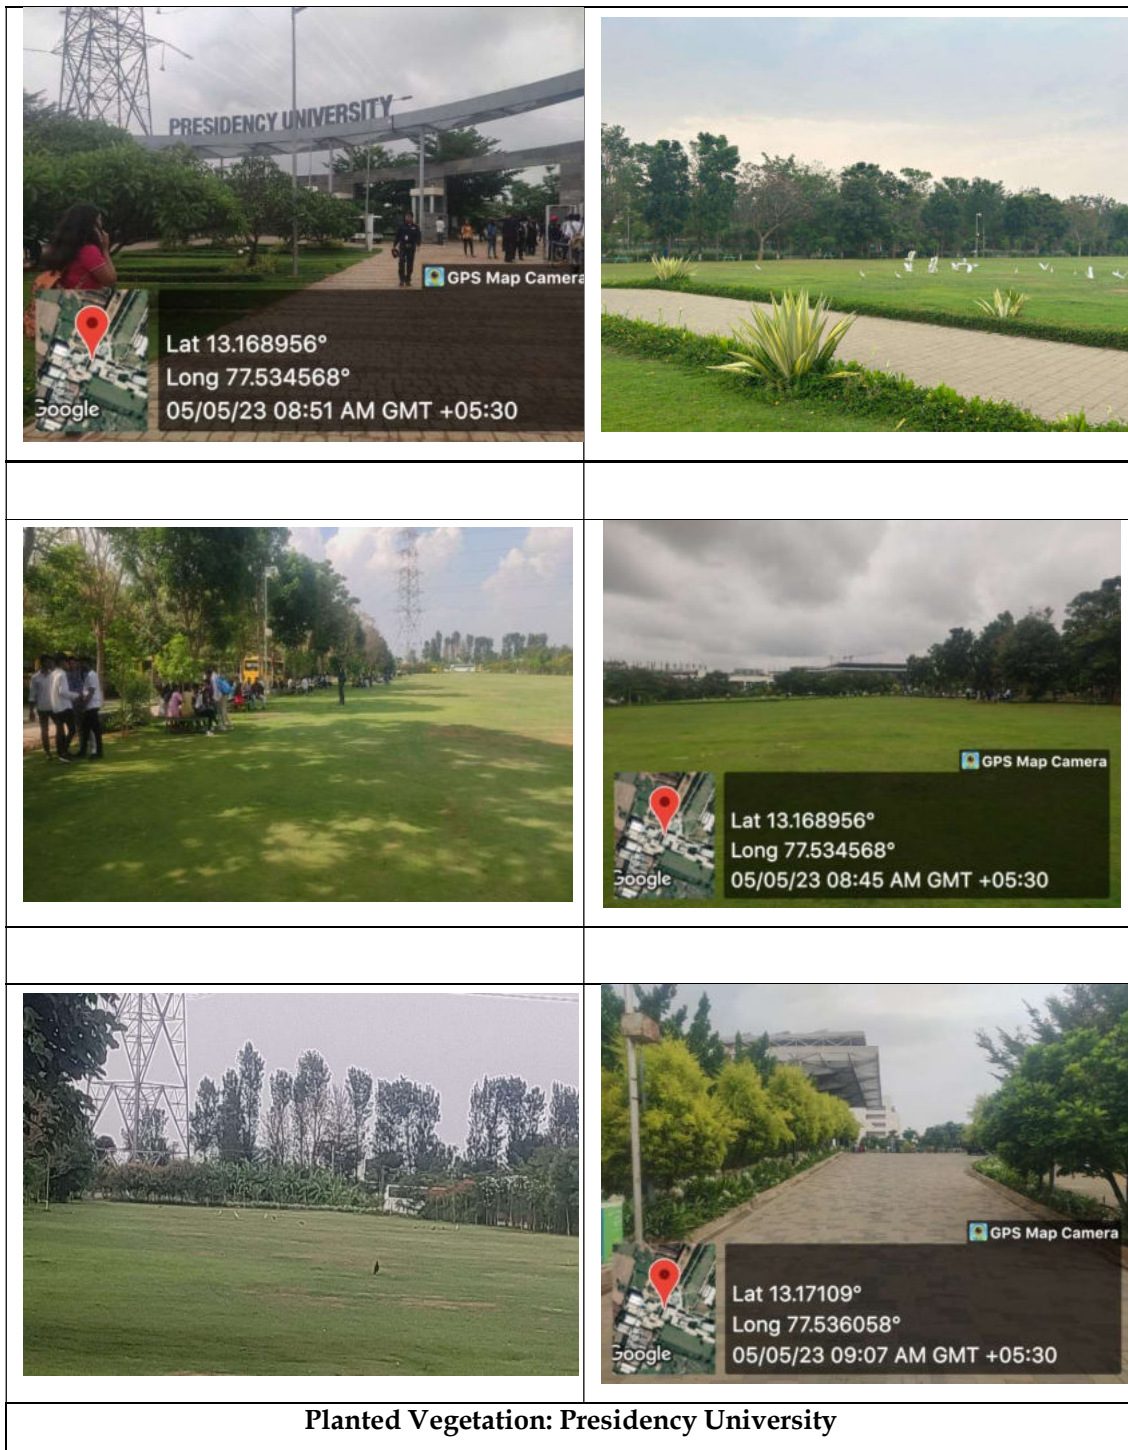 PRESIDENCY UNIVERSITY
GPS Map Camera
Lat 13.168956°
Long 77.534568°
05/05/23 08:51 AM GMT +05:30
Google
GPS Map Camera
Lat 13.168956°
Long 77.534568°
05/05/23 08:45 AM GMT +05:30
Google
GPS Map Camera
Lat 13.17109°
Long 77.536058°
05/05/23 09:07 AM GMT +05:30
Google
Planted Vegetation: Presidency University